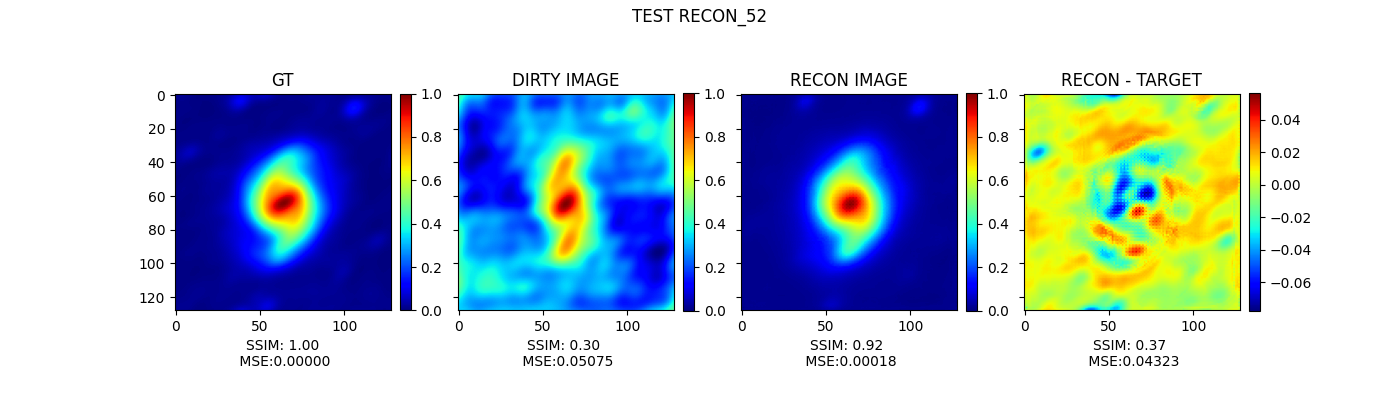 TEST RECON_52
GT
DIRTY IMAGE
RECON IMAGE
RECON - TARGET
0
20
40
60
80
100
120
0 50 100
1.0
0.8
0.6
0.4
0.2
0.0
0 50 100
1.0
0.8
0.6
0.4
0.2
0.0
0 50 100
1.0
0.8
0.6
0.4
0.2
0.0
0 50 100
0.04
0.02
0.00
−0.02
−0.04
−0.06
SSIM: 1.00
MSE:0.00000
SSIM: 0.30
MSE:0.05075
SSIM: 0.92
MSE:0.00018
SSIM: 0.37
MSE:0.04323